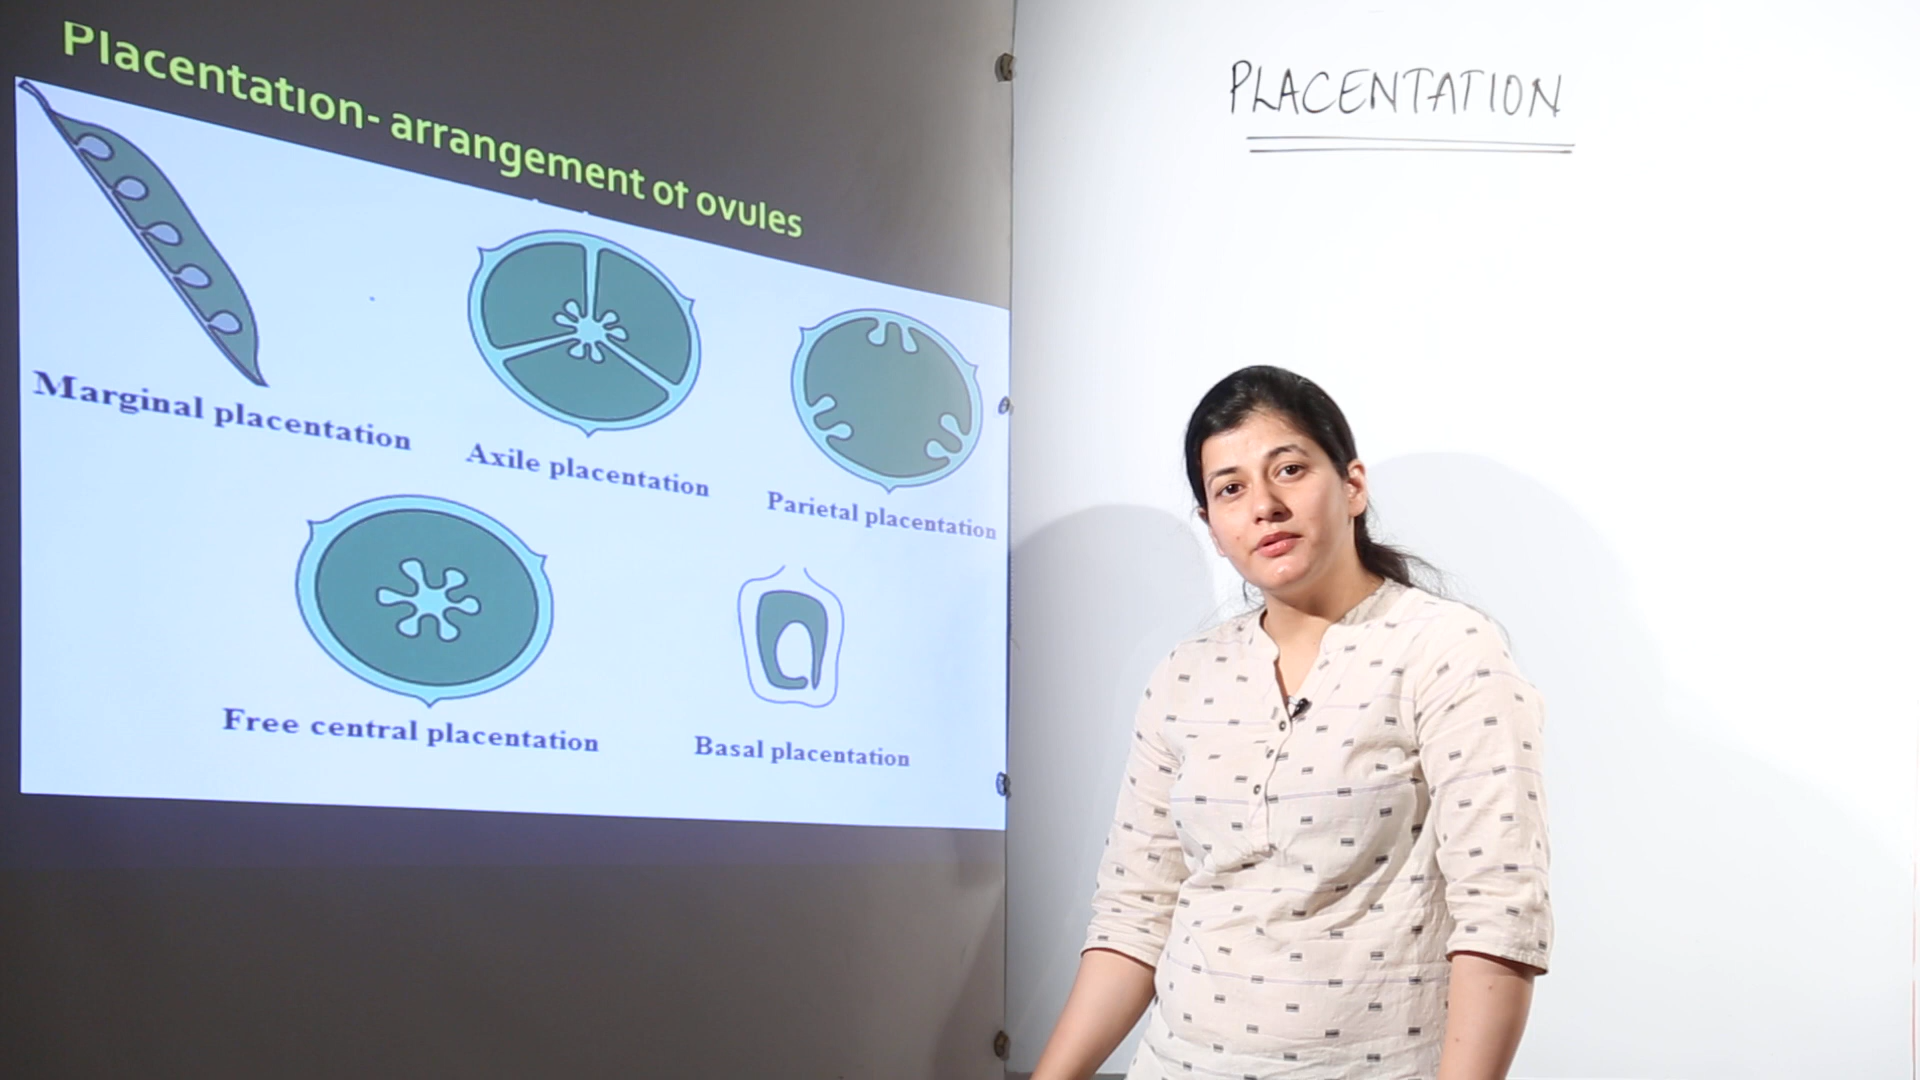 Placentation- arrangement of ovules
Marginal placentation
Axile placentation
Parietal placentation
Free central placentation
Basal placentation
PLACENTATION